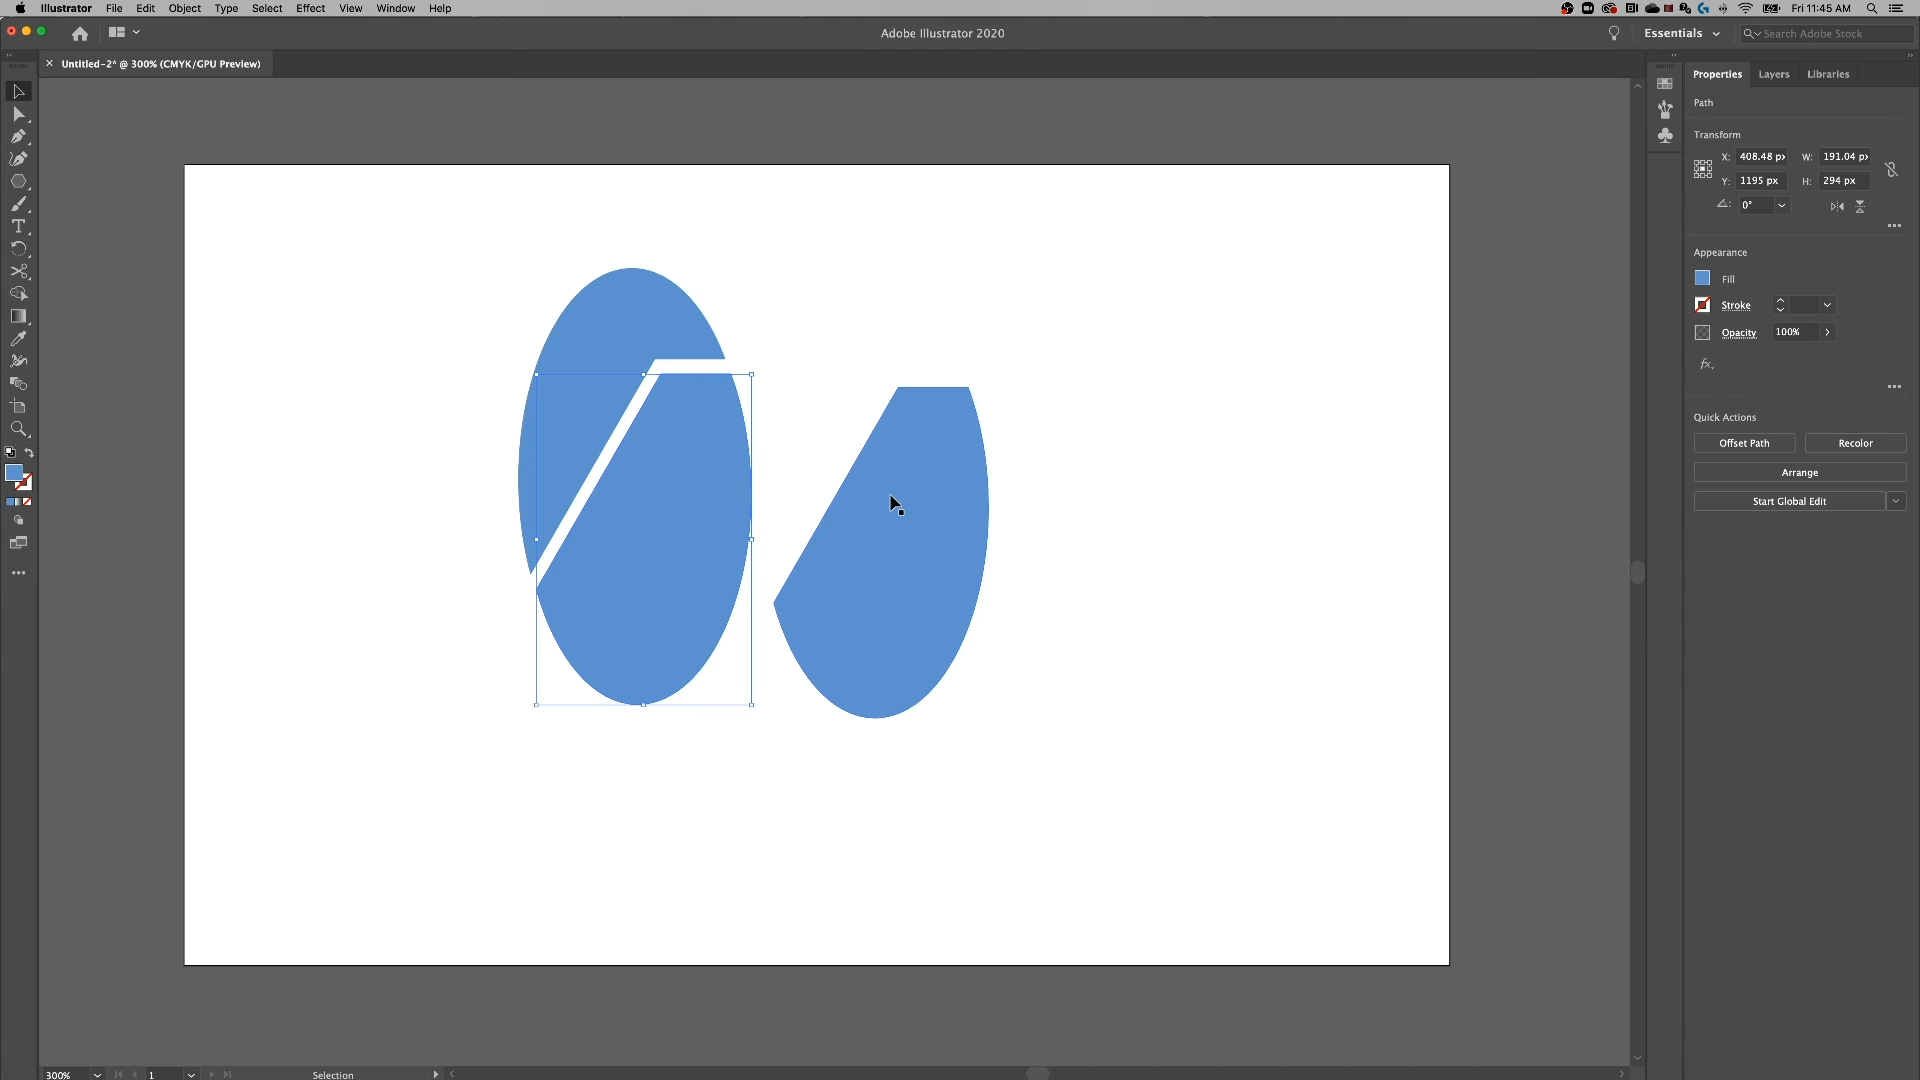 Illustrator File Edit Object Type Select Effect View Window Help
Fri 11:45 AM
Adobe Illustrator 2020
Essentials
Search Adobe Stock
Untitled-2* @ 300% (CMYK/GPU Preview)
Properties Layers Libraries
Path
Transform
X: 408.48 px W: 191.04 px
Y: 1195 px H: 294 px
0°
Appearance
Fill
Stroke
Opacity 100%
fx.
Quick Actions
Offset Path Recolor
Arrange
Start Global Edit
300% 1 Selection